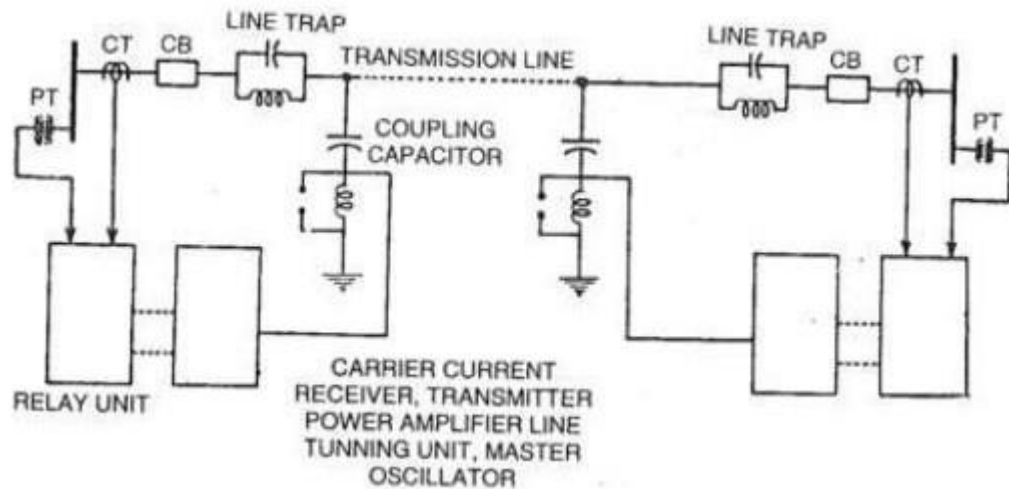 LINE TRAP
CT
CB
TRANSMISSION LINE
LINE TRAP
CB
CT
PT
PT
COUPLING
CAPACITOR
RELAY UNIT
CARRIER CURRENT
RECEIVER, TRANSMITTER
POWER AMPLIFIER LINE
TUNNING UNIT, MASTER
OSCILLATOR